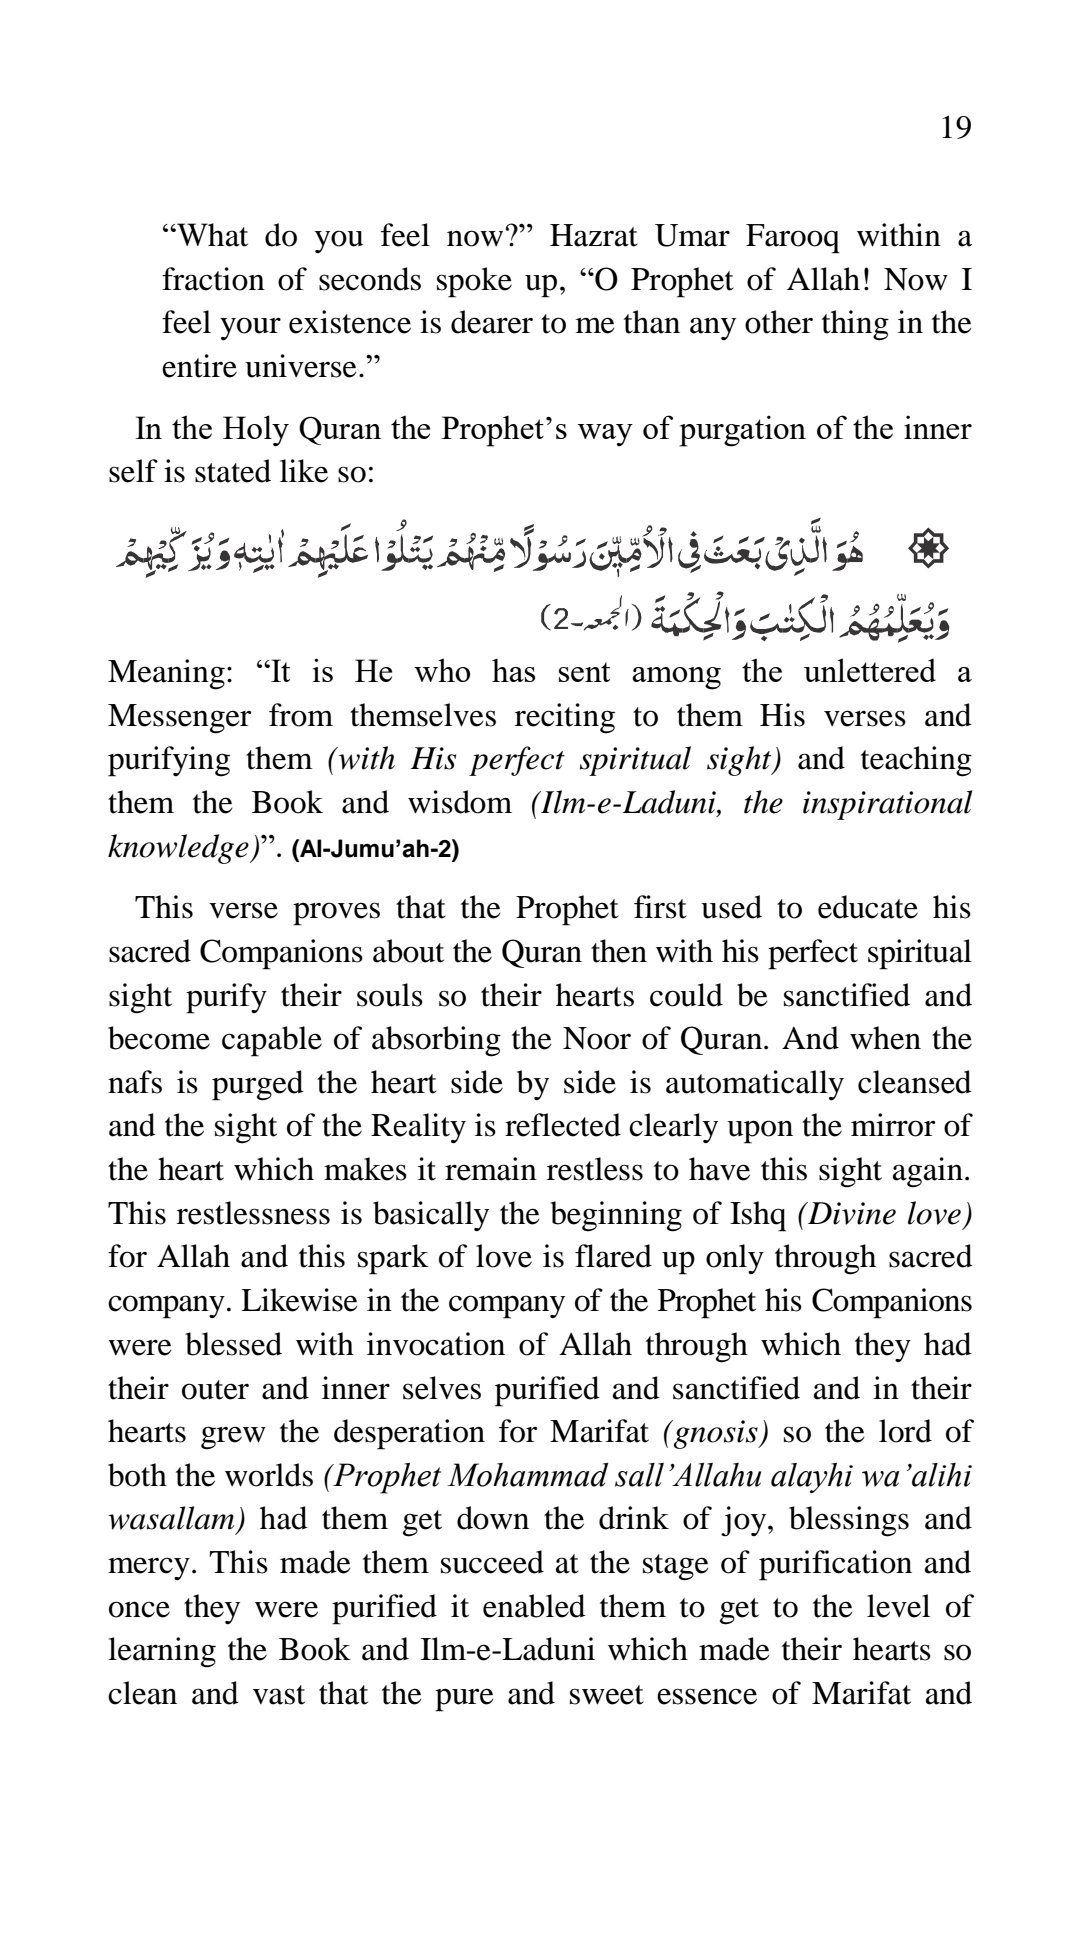 19
“What do you feel now?” Hazrat Umar Farooq within a
fraction of seconds spoke up, “O Prophet of Allah! Now I
feel your existence is dearer to me than any other thing in the
entire universe.”
In the Holy Quran the Prophet’s way of purgation of the inner
self is stated like so:
۞ هُوَ الَّذِیْ بَعَثَ فِی الْاُمِّیّٖنَ رَسُوْلًا مِّنْهُمْ یَتْلُوْا عَلَیْهِمْ اٰیٰتِهٖ وَ یُزَكِّیْهِمْ
وَ یُعَلِّمُهُمُ الْكِتٰبَ وَ الْحِكْمَةَ (الجمعہ-2)
Meaning: “It is He who has sent among the unlettered a
Messenger from themselves reciting to them His verses and
purifying them (with His perfect spiritual sight) and teaching
them the Book and wisdom (Ilm-e-Laduni, the inspirational
knowledge)”. (Al-Jumu’ah-2)
This verse proves that the Prophet first used to educate his
sacred Companions about the Quran then with his perfect spiritual
sight purify their souls so their hearts could be sanctified and
become capable of absorbing the Noor of Quran. And when the
nafs is purged the heart side by side is automatically cleansed
and the sight of the Reality is reflected clearly upon the mirror of
the heart which makes it remain restless to have this sight again.
This restlessness is basically the beginning of Ishq (Divine love)
for Allah and this spark of love is flared up only through sacred
company. Likewise in the company of the Prophet his Companions
were blessed with invocation of Allah through which they had
their outer and inner selves purified and sanctified and in their
hearts grew the desperation for Marifat (gnosis) so the lord of
both the worlds (Prophet Mohammad sall’Allahu alayhi wa’alihi
wasallam) had them get down the drink of joy, blessings and
mercy. This made them succeed at the stage of purification and
once they were purified it enabled them to get to the level of
learning the Book and Ilm-e-Laduni which made their hearts so
clean and vast that the pure and sweet essence of Marifat and